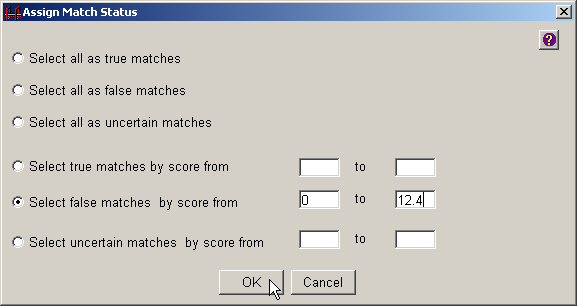 Assign Match Status
?
Select all as true matches
Select all as false matches
Select all as uncertain matches
Select true matches by score from to
Select false matches by score from 0 to 12.4
Select uncertain matches by score from to
OK Cancel